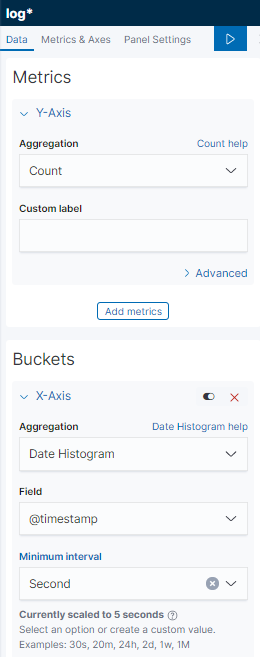 log*
Data Metrics & Axes Panel Settings
Metrics
Y-Axis
Aggregation Count help
Count
Custom label
Advanced
Add metrics
Buckets
X-Axis
Aggregation Date Histogram help
Date Histogram
Field
@timestamp
Minimum interval
Second
Currently scaled to 5 seconds
Select an option or create a custom value.
Examples: 30s, 20m, 24h, 2d, 1w, 1M